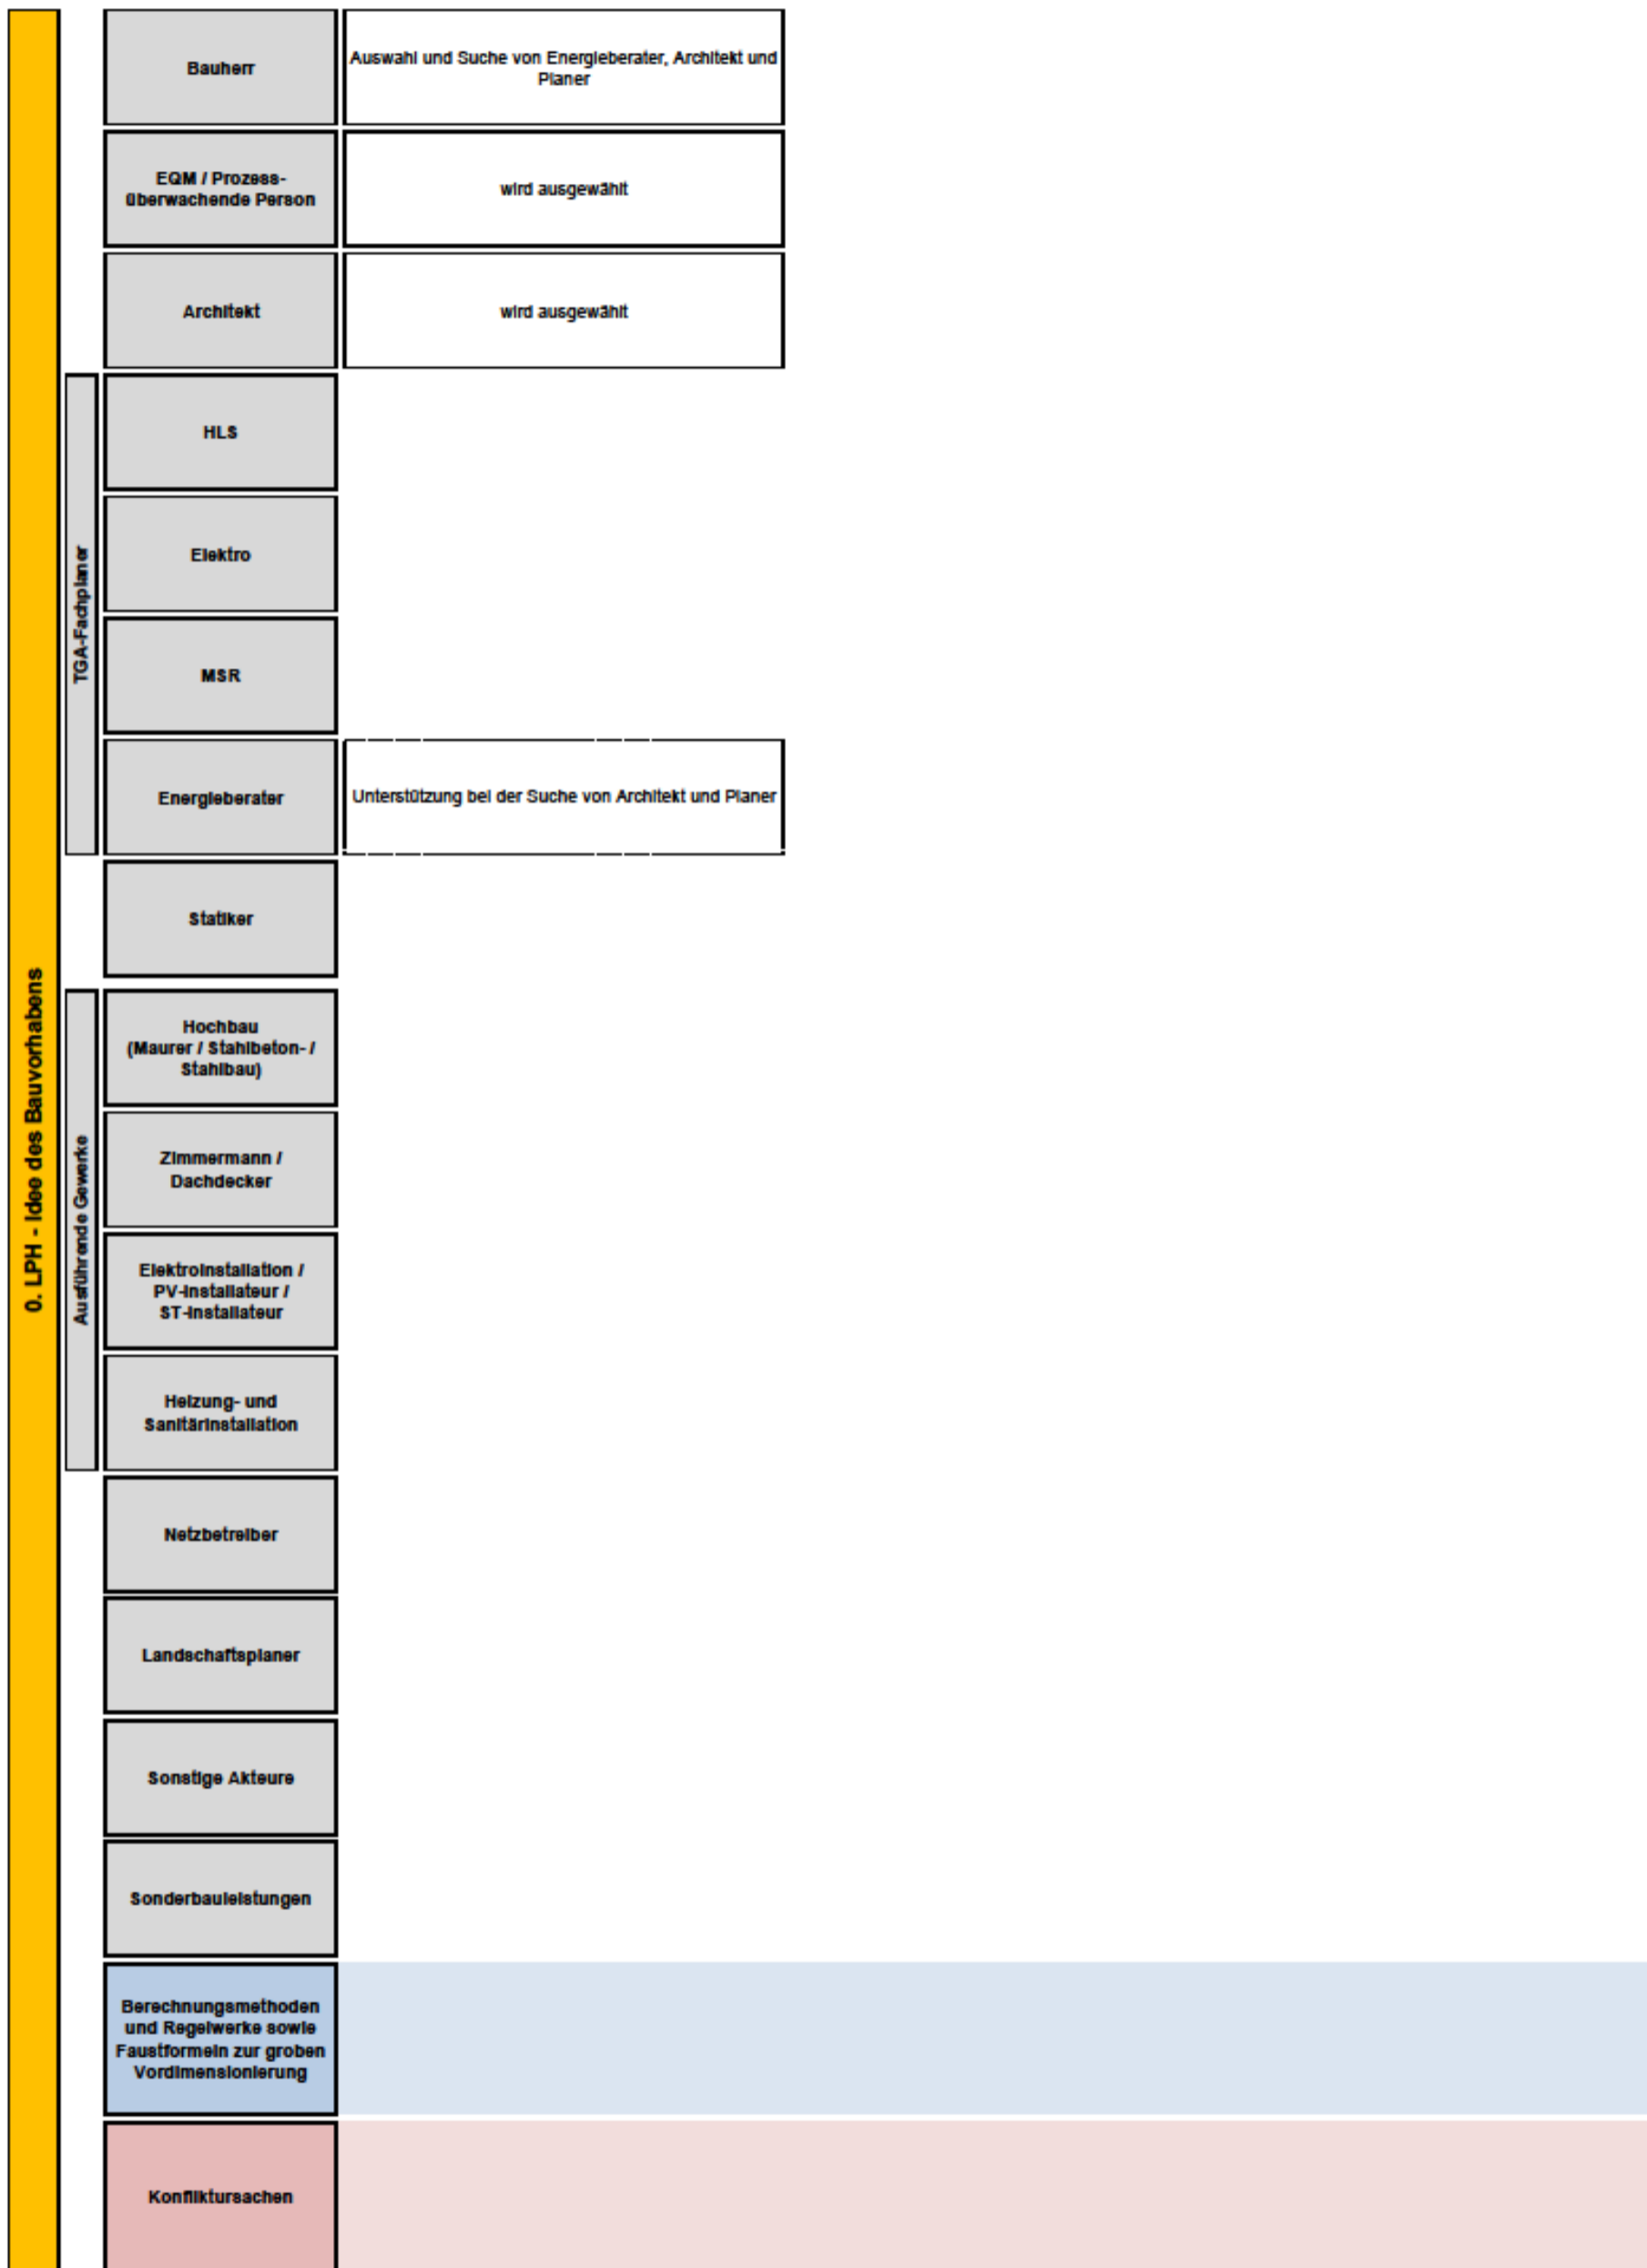 0. LPH - Idee des Bauvorhabens
Bauherr
Auswahl und Suche von Energieberater, Architekt und
Planer
EQM / Prozess-
überwachende Person
wird ausgewählt
Architekt
wird ausgewählt
TGA-Fachplaner
HLS
Elektro
MSR
Energieberater
Unterstützung bei der Suche von Architekt und Planer
Statiker
Ausführende Gewerke
Hochbau
(Maurer / Stahlbeton- /
Stahlbau)
Zimmermann /
Dachdecker
Elektroinstallation /
PV-Installateur /
ST-Installateur
Heizung- und
Sanitärinstallation
Netzbetreiber
Landschaftsplaner
Sonstige Akteure
Sonderbauleistungen
Berechnungsmethoden
und Regelwerke sowie
Faustformeln zur groben
Vordimensionierung
Konfliktursachen